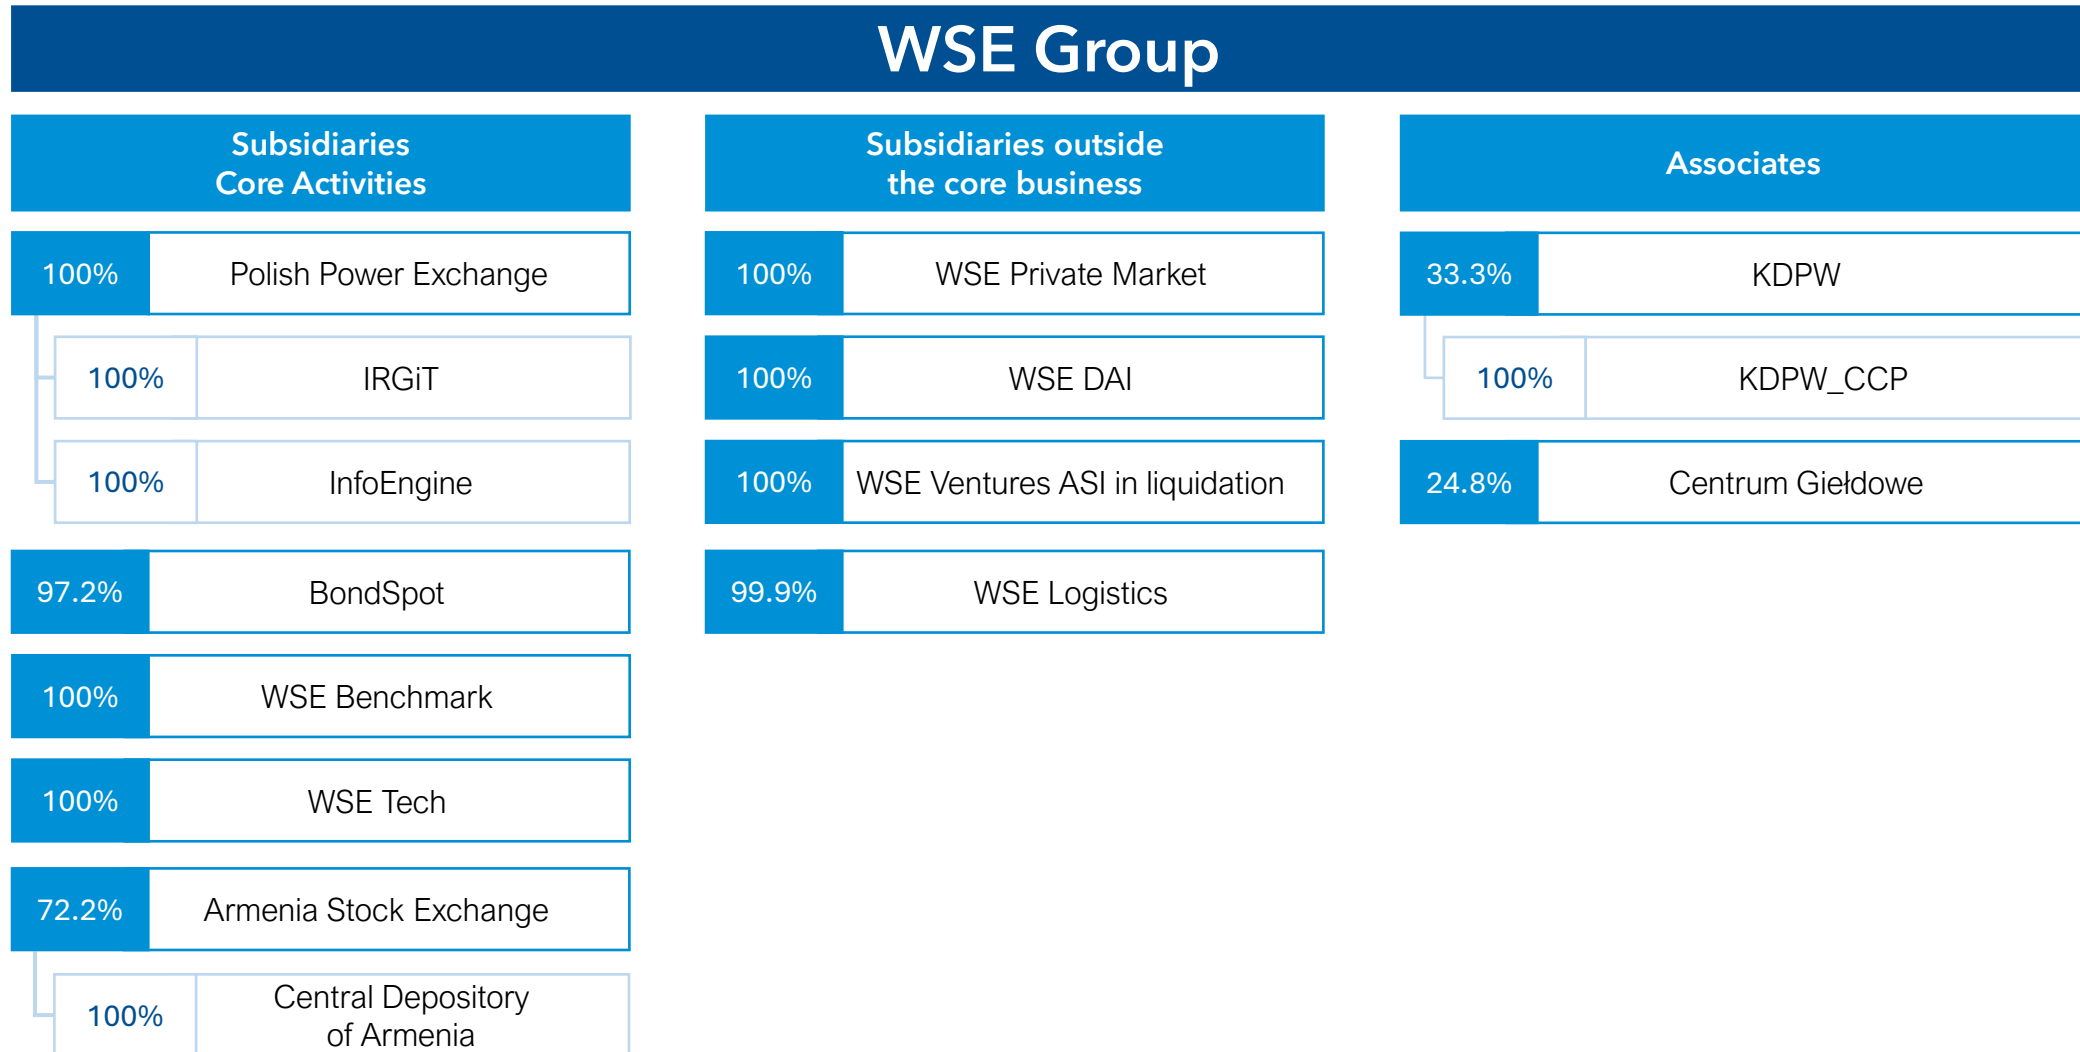 WSE Group
Subsidiaries
Core Activities
100%
Polish Power Exchange
100%
IRGiT
100%
InfoEngine
97.2%
BondSpot
100%
WSE Benchmark
100%
WSE Tech
72.2%
Armenia Stock Exchange
100%
Central Depository
of Armenia
Subsidiaries outside
the core business
100%
WSE Private Market
100%
WSE DAI
100%
WSE Ventures ASI in liquidation
99.9%
WSE Logistics
Associates
33.3%
KDPW
100%
KDPW_CCP
24.8%
Centrum Giełdowe